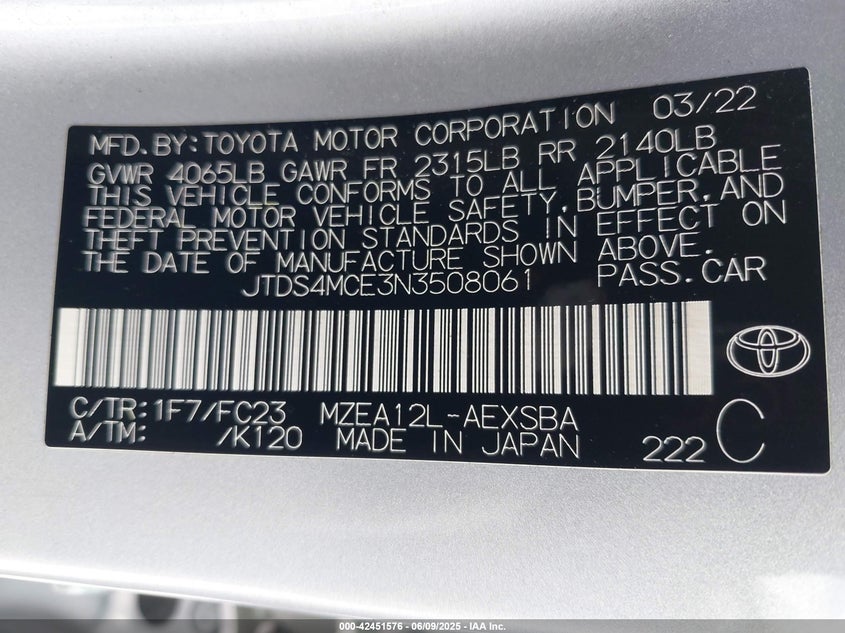 MFD. BY: TOYOTA MOTOR CORPORATION 03/22
GVWR 4065LB GAWR FR 2315LB RR 2140LB
THIS VEHICLE CONFORMS TO ALL APPLICABLE
FEDERAL MOTOR VEHICLE SAFETY, BUMPER, AND
THEFT PREVENTION STANDARDS IN EFFECT ON
THE DATE OF MANUFACTURE SHOWN ABOVE.
JTDS4MCE3N3508061 PASS. CAR
C/TR: 1F7/FC23 MZEA12L-AEXSBA C
A/TM: /K120 MADE IN JAPAN 222
000-42451576 | 06/09/2025 - IAA Inc.